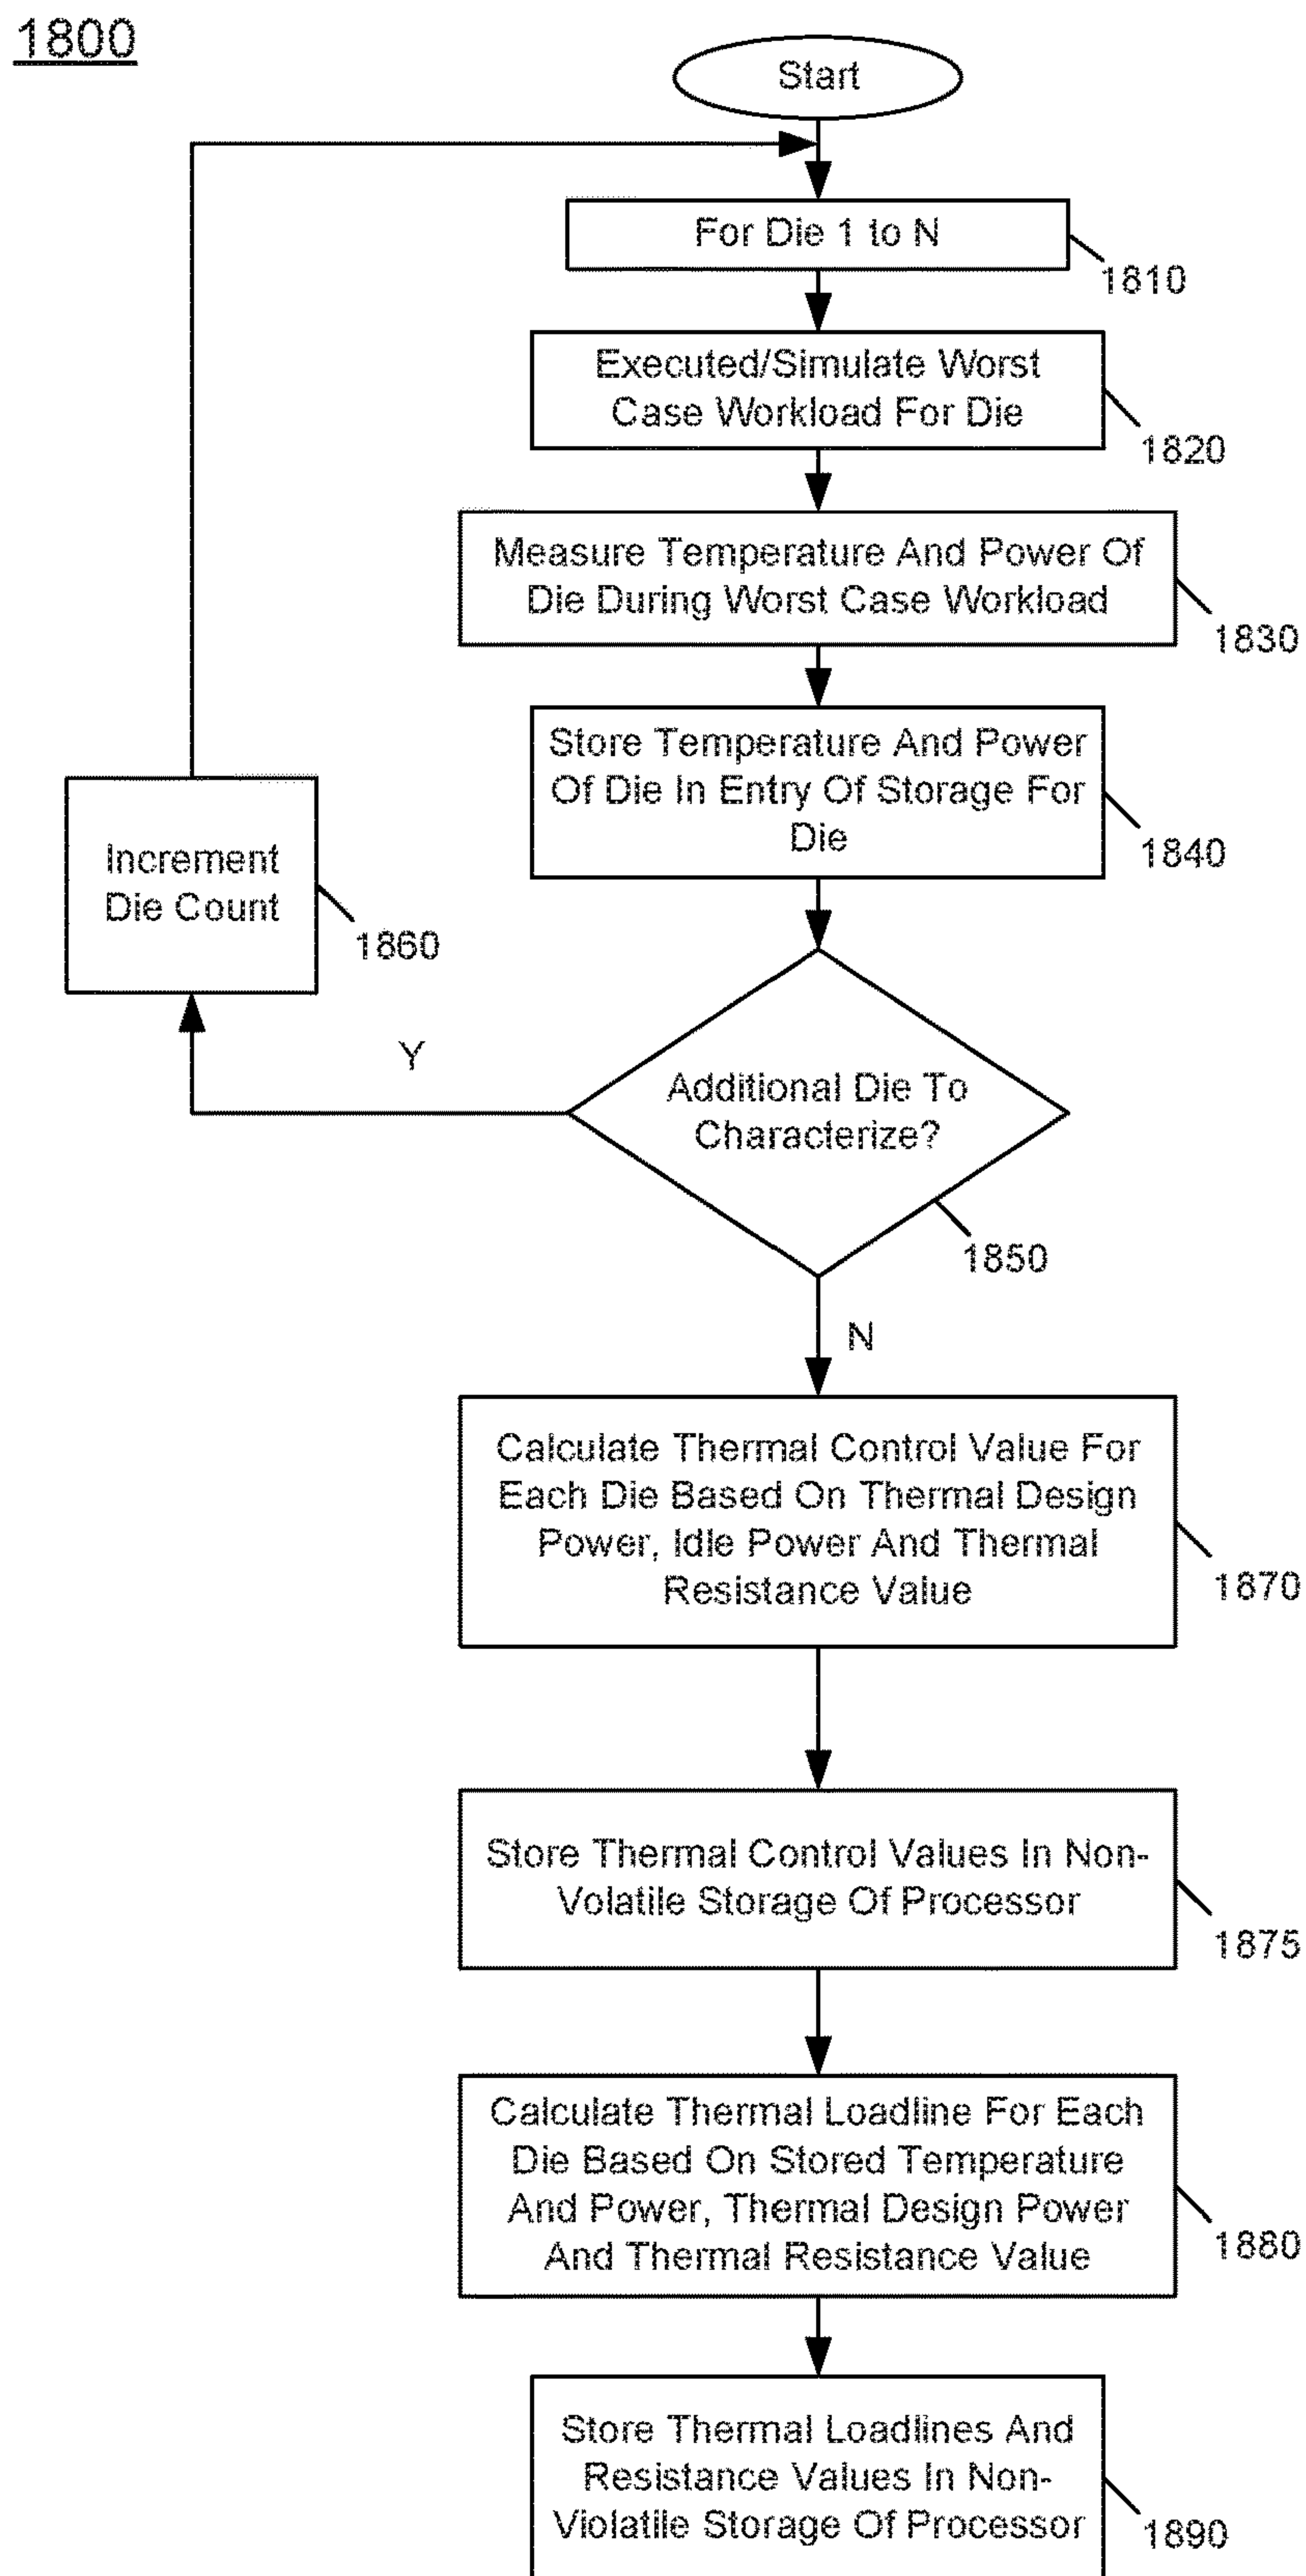 1800
Start
For Die 1 to N
1810
Executed/Simulate Worst
Case Workload For Die
1820
Measure Temperature And Power Of
Die During Worst Case Workload
1830
Store Temperature And Power
Of Die In Entry Of Storage For
Die
1840
Increment
Die Count
1860
Y
Additional Die To
Characterize?
1850
N
Calculate Thermal Control Value For
Each Die Based On Thermal Design
Power, Idle Power And Thermal
Resistance Value
1870
Store Thermal Control Values In Non-
Volatile Storage Of Processor
1875
Calculate Thermal Loadline For Each
Die Based On Stored Temperature
And Power, Thermal Design Power
And Thermal Resistance Value
1880
Store Thermal Loadlines And
Resistance Values In Non-
Violatile Storage Of Processor
1890